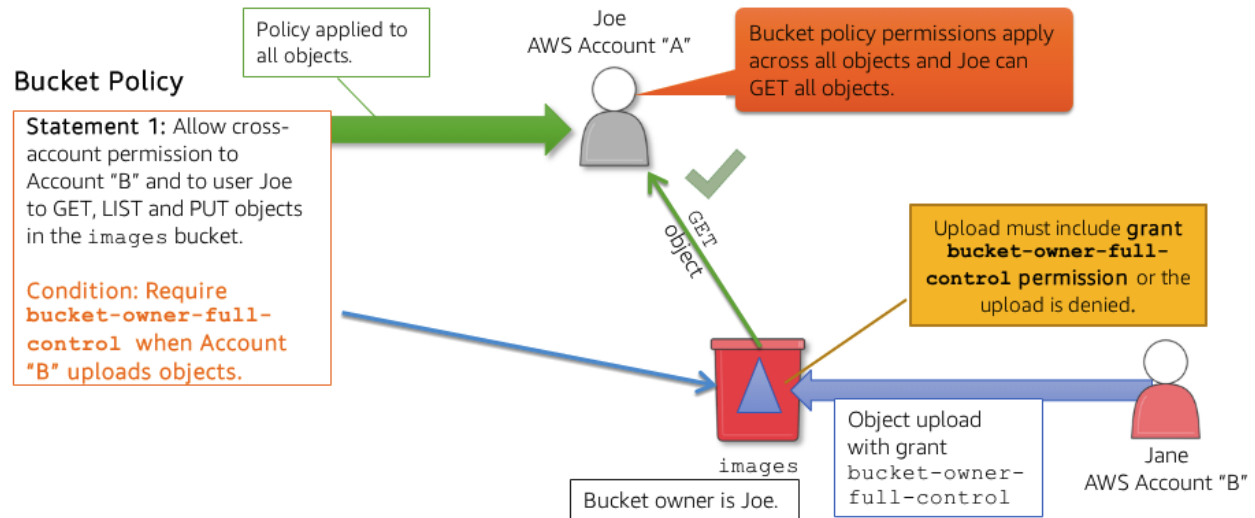 Joe
AWS Account "A"
Policy applied to
all objects.
Bucket policy permissions apply
across all objects and Joe can
GET all objects.
Bucket Policy
Statement 1: Allow cross-
account permission to
Account "B" and to user Joe
to GET, LIST and PUT objects
in the images bucket.
Condition: Require
bucket-owner-full-
control when Account
"B" uploads objects.
GET
object
Upload must include grant
bucket-owner-full-
control permission or the
upload is denied.
Object upload
with grant
bucket-owner-
full-control
images
Bucket owner is Joe.
Jane
AWS Account "B"